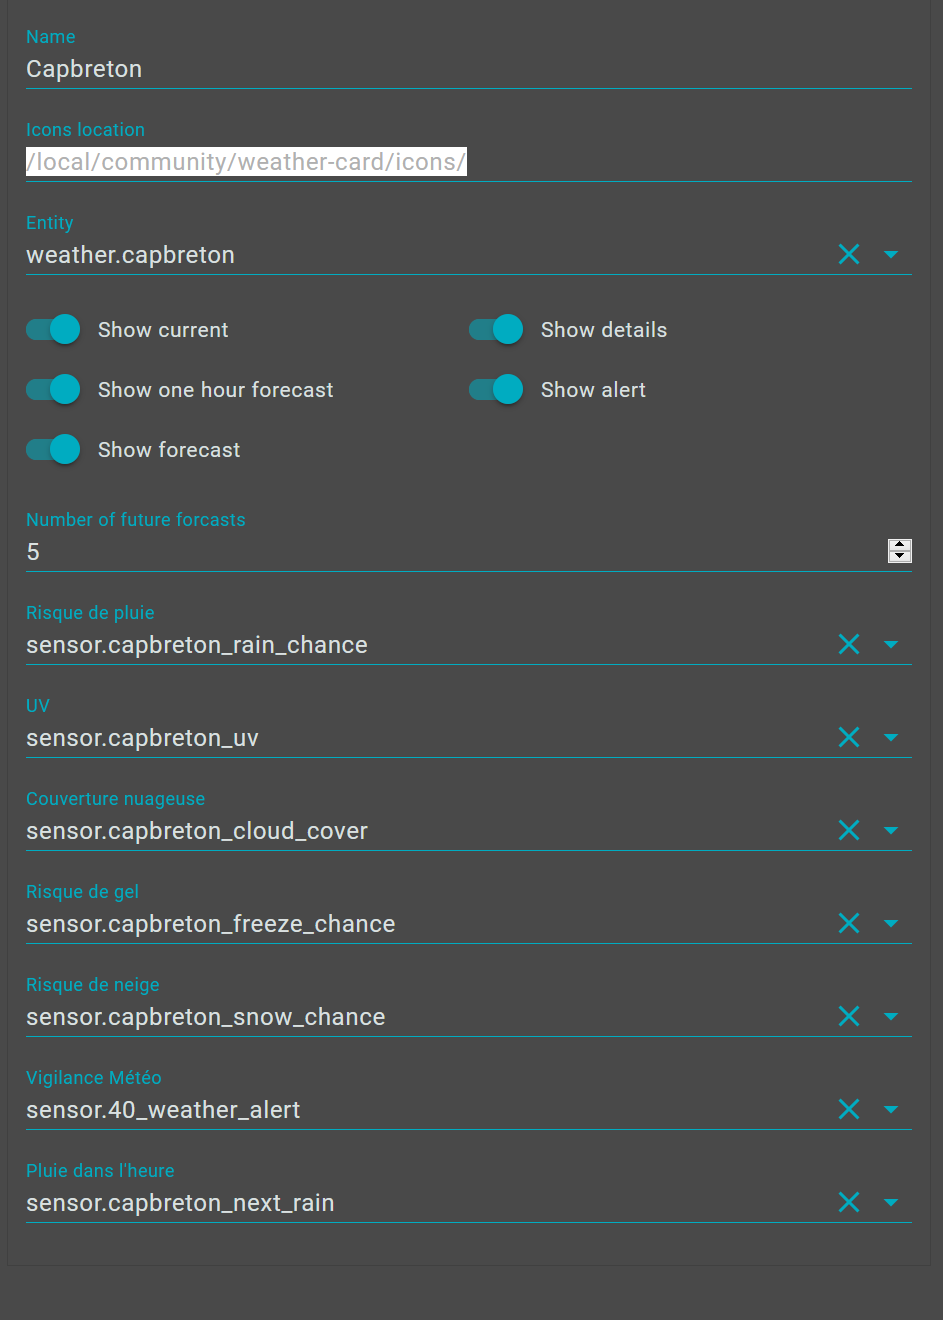 Name
Capbreton
Icons location
/local/community/weather-card/icons/
Entity
weather.capbreton
Show current
Show details
Show one hour forecast
Show alert
Show forecast
Number of future forcasts
5
Risque de pluie
sensor.capbreton_rain_chance
UV
sensor.capbreton_uv
Couverture nuageuse
sensor.capbreton_cloud_cover
Risque de gel
sensor.capbreton_freeze_chance
Risque de neige
sensor.capbreton_snow_chance
Vigilance Météo
sensor.40_weather_alert
Pluie dans l'heure
sensor.capbreton_next_rain